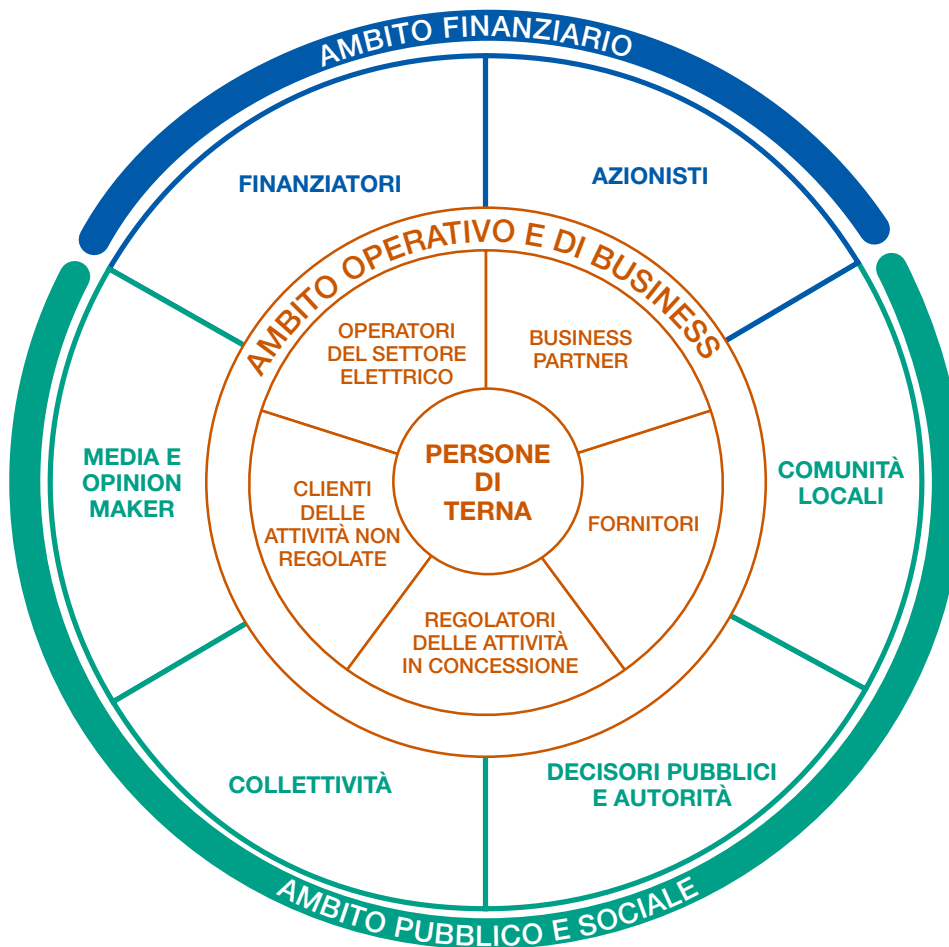 AMBITO FINANZIARIO
FINANZIATORI
AZIONISTI
AMBITO OPERATIVO E DI BUSINESS
OPERATORI
DEL SETTORE
ELETTRICO
BUSINESS
PARTNER
MEDIA E
OPINION
MAKER
CLIENTI
DELLE
ATTIVITÀ NON
REGOLATE
PERSONE
DI
TERNA
FORNITORI
COMUNITÀ
LOCALI
REGOLATORI
DELLE ATTIVITÀ
IN CONCESSIONE
COLLETTIVITÀ
DECISORI PUBBLICI
E AUTORITÀ
AMBITO PUBBLICO E SOCIALE